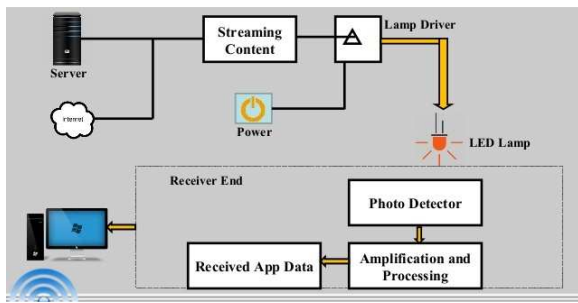 Streaming
Content
Lamp Driver
Server
internet
Power
LED Lamp
Receiver End
Photo Detector
Received App Data
Amplification and
Processing